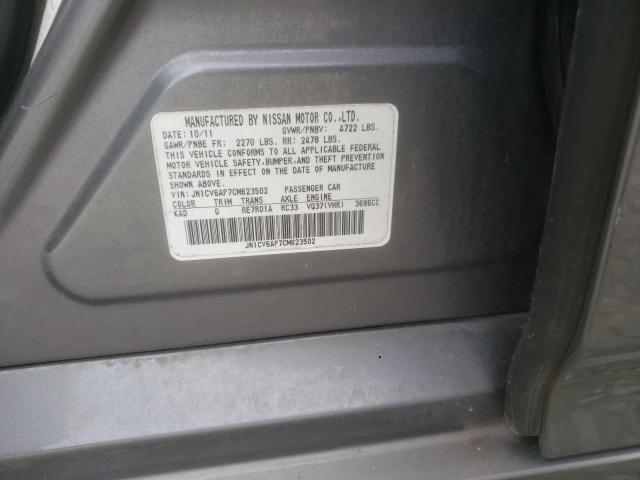 MANUFACTURED BY NISSAN MOTOR CO.,LTD.
DATE: 10/11 GVWR/PNBV: 4722 LBS.
GAWR/PNBE FR: 2270 LBS. RR: 2478 LBS.
THIS VEHICLE CONFORMS TO ALL APPLICABLE FEDERAL
MOTOR VEHICLE SAFETY,BUMPER,AND THEFT PREVENTION
STANDARDS IN EFFECT ON THE DATE OF MANUFACTURE
SHOWN ABOVE.
VIN: JN1CV6AP7CM623502 PASSENGER CAR
COLOR TRIM TRANS AXLE ENGINE
KAD G RE7R01A RC33 VQ37(VHR) 3696CC
JN1CV6AP7CM623502